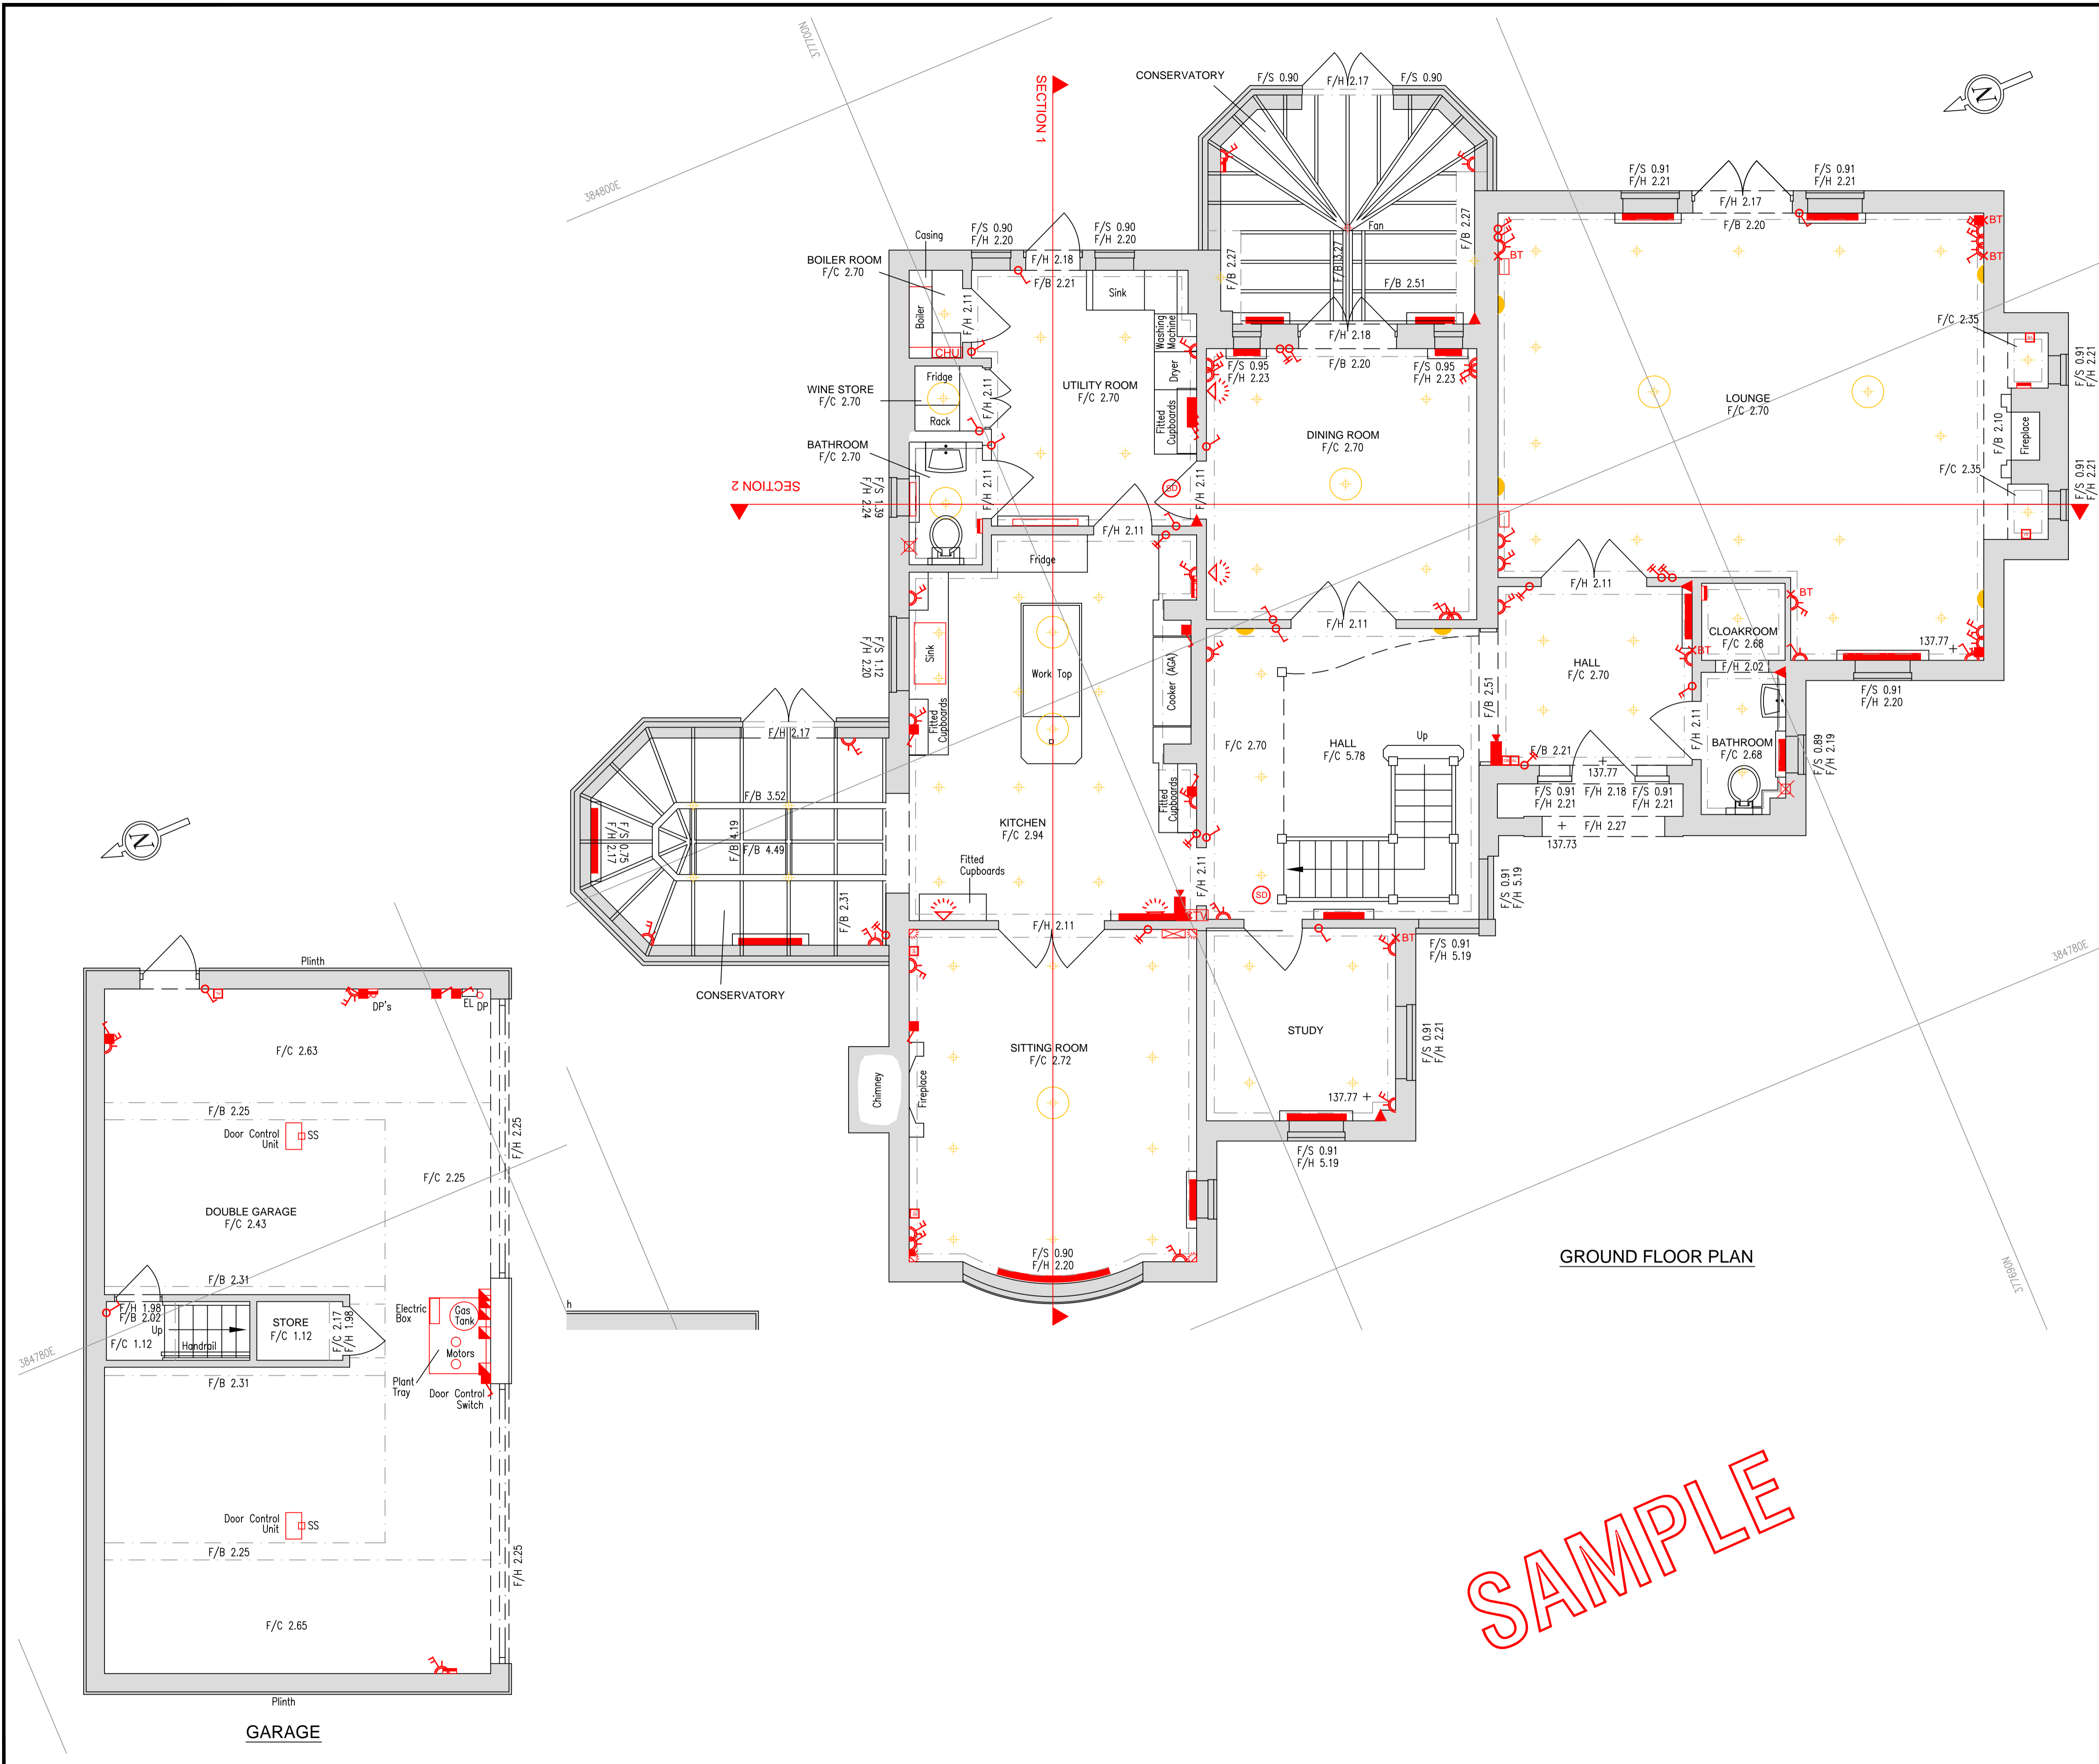 377700N
384800E
SECTION 1
CONSERVATORY
F/S 0.90
F/H 2.17
F/S 0.90
N
Fan
F/B 2.27
F/B 2.27
F/B 3.27
F/B 2.51
F/H 2.18
F/B 2.20
F/S 0.95
F/H 2.23
F/S 0.95
F/H 2.23
Casing
F/S 0.90
F/H 2.20
F/H 2.18
F/B 2.21
F/S 0.90
F/H 2.20
BOILER ROOM
F/C 2.70
Boiler
CHU
F/H 2.11
Sink
Washing
Machine
Dryer
Fitted
Cupboards
WINE STORE
F/C 2.70
Fridge
Rack
F/H 2.11
UTILITY ROOM
F/C 2.70
BATHROOM
F/C 2.70
F/H 2.11
F/S 1.39
F/H 2.24
SECTION 2
SD
F/H 2.11
F/H 2.11
DINING ROOM
F/C 2.70
F/H 2.11
F/S 0.91
F/H 2.21
F/H 2.17
F/B 2.20
F/S 0.91
F/H 2.21
BT
BT
BT
LOUNGE
F/C 2.70
F/C 2.35
F/C 2.35
F/B 2.10
Fireplace
F/S 0.91
F/H 2.21
F/S 0.91
F/H 2.21
F/H 2.11
BT
137.77
F/S 0.91
F/H 2.20
CLOAKROOM
F/C 2.68
F/H 2.02
BT
HALL
F/C 2.70
F/H 2.11
BATHROOM
F/C 2.68
F/S 0.89
F/H 2.19
F/B 2.51
F/B 2.21
137.77
F/S 0.91
F/H 2.21
F/H 2.18
F/S 0.91
F/H 2.21
F/H 2.27
137.73
Fridge
Sink
F/S 1.12
F/H 2.20
Work Top
Cooker (AGA)
Fitted
Cupboards
Fitted
Cupboards
KITCHEN
F/C 2.94
Fitted
Cupboards
F/H 2.11
F/C 2.70
HALL
F/C 5.78
Up
SD
F/S 0.91
F/H 5.19
F/S 0.91
F/H 5.19
F/H 2.17
F/B 3.52
F/B 4.19
F/B 4.49
F/S 0.75
F/H 2.17
F/B 2.31
CONSERVATORY
F/H 2.11
BT
STUDY
F/S 0.91
F/H 2.21
137.77
F/S 0.91
F/H 5.19
SITTING ROOM
F/C 2.72
Chimney
Fireplace
F/S 0.90
F/H 2.20
384780E
377690N
GROUND FLOOR PLAN
N
Plinth
DP's
EL
DP
F/C 2.63
F/B 2.25
Door Control
Unit
SS
F/H 2.25
F/C 2.25
DOUBLE GARAGE
F/C 2.43
F/B 2.31
F/H 1.98
F/B 2.02
Up
F/C 1.12
Handrail
STORE
F/C 1.12
F/C 2.17
F/H 1.98
Electric
Box
Gas
Tank
Motors
Plant
Tray
Door Control
Switch
384780E
F/B 2.31
Door Control
Unit
SS
F/B 2.25
F/H 2.25
F/C 2.65
Plinth
GARAGE
h
SAMPLE